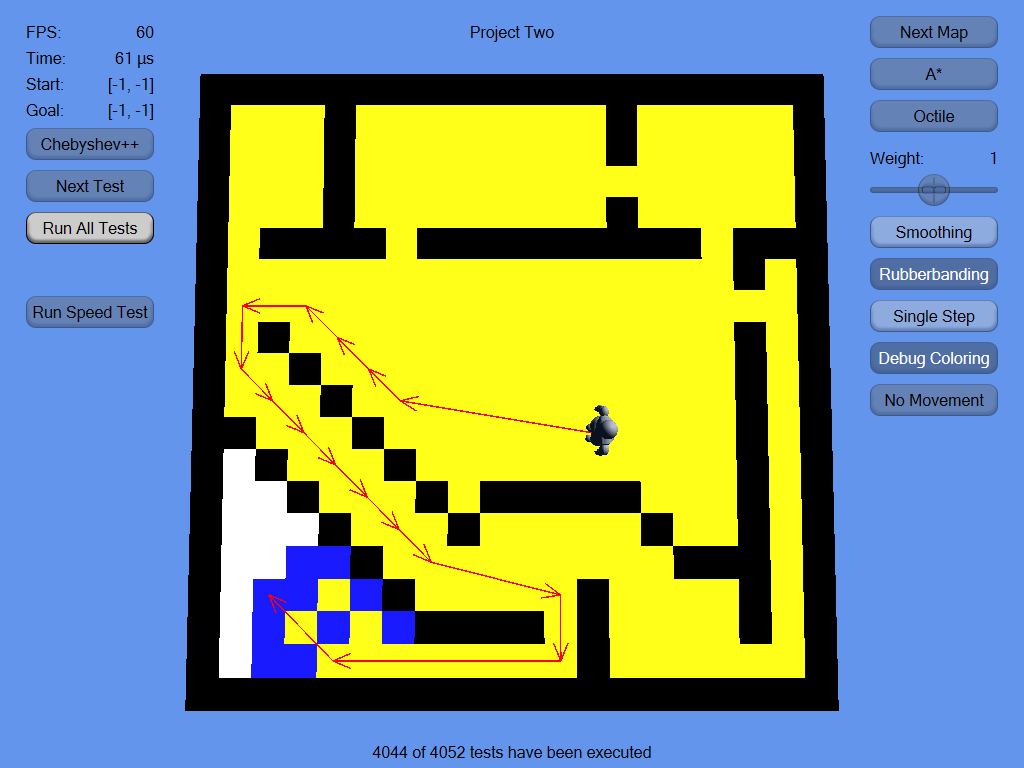 FPS: 60
Time: 61 µs
Start: [-1, -1]
Goal: [-1, -1]
Chebyshev++
Next Test
Run All Tests
Run Speed Test
Project Two
Next Map
A*
Octile
Weight: 1
Smoothing
Rubberbanding
Single Step
Debug Coloring
No Movement
4044 of 4052 tests have been executed